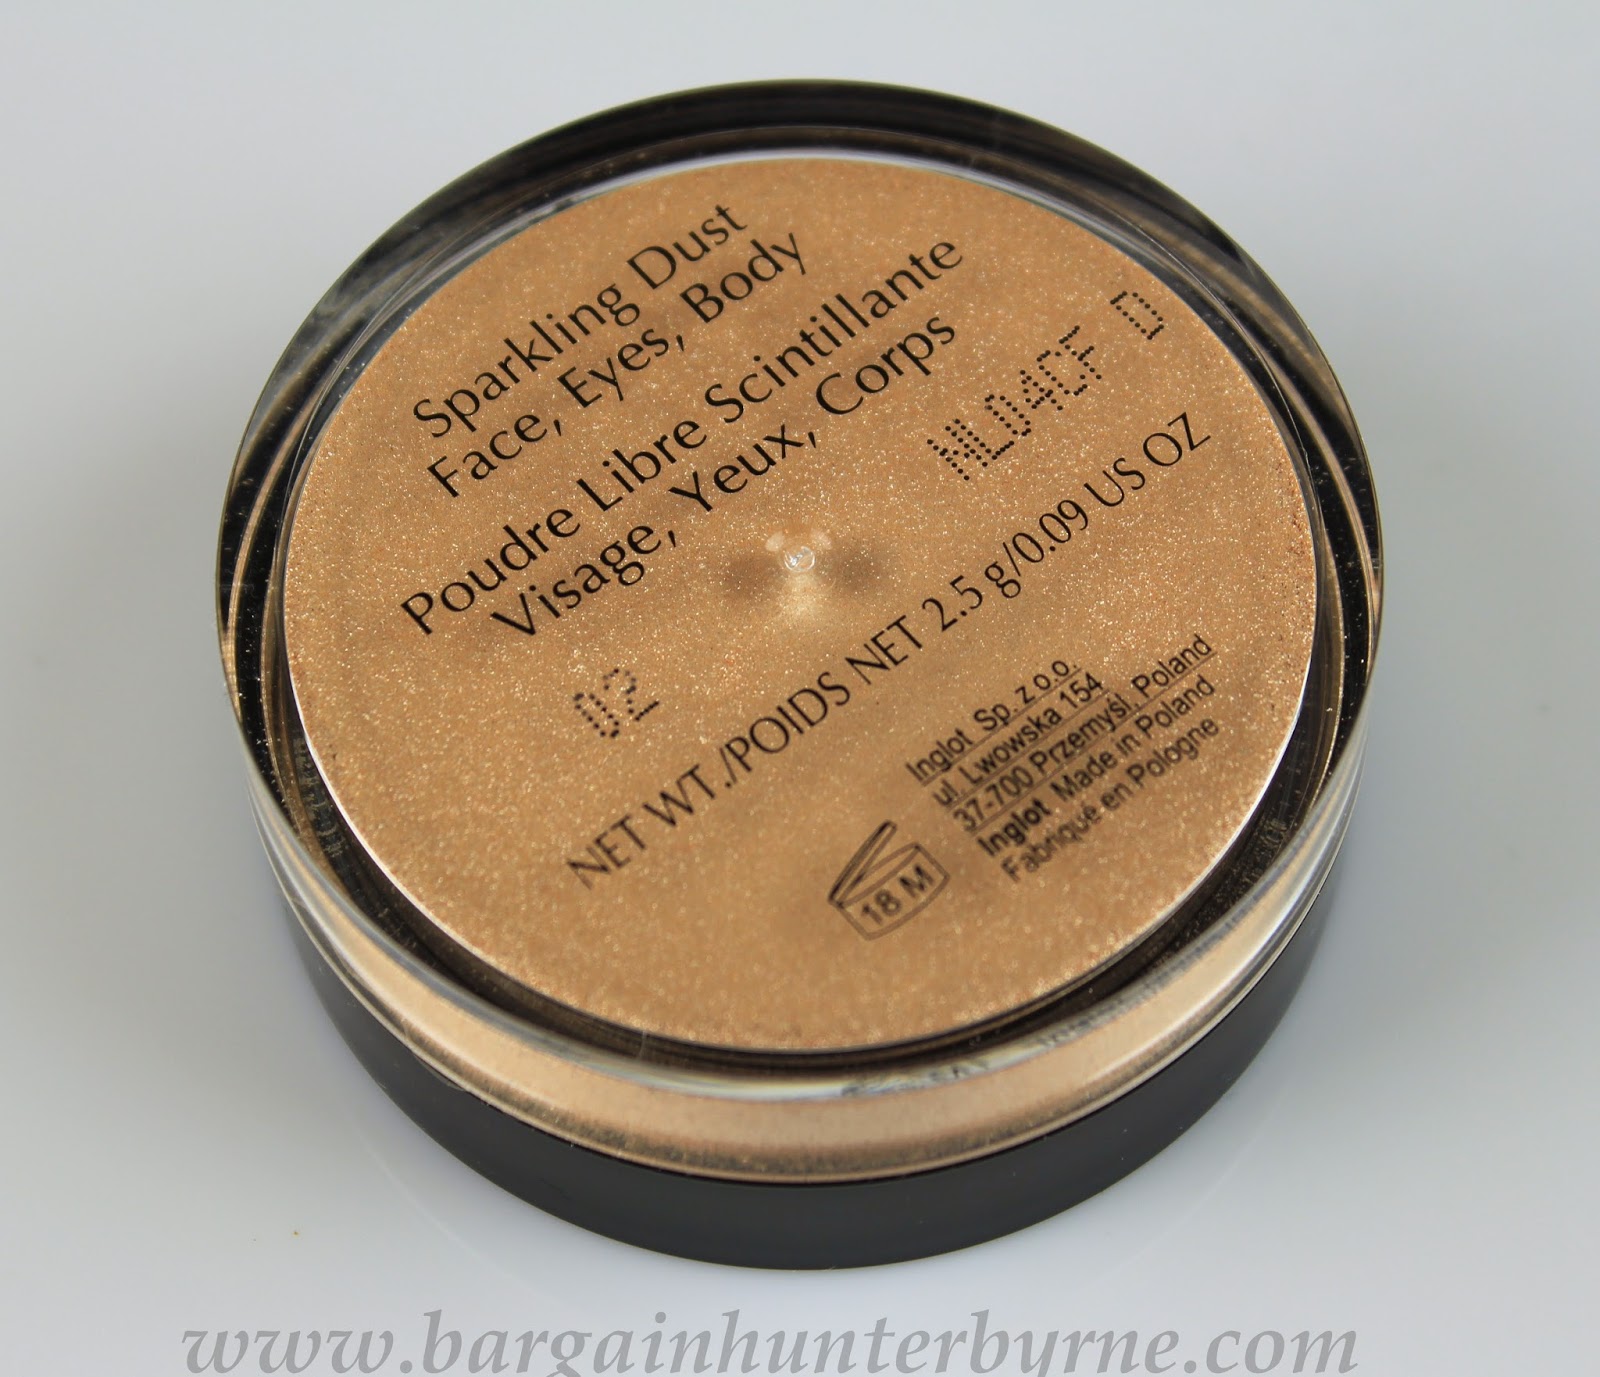 Sparkling Dust
Face, Eyes, Body
Poudre Libre Scintillante
Visage, Yeux, Corps
NL04CF D
02
NET WT./POIDS NET 2.5 g/0.09 US OZ
Inglot Sp. z o.o.
ul. Lwowska 154
37-700 Przemyśl, Poland
Inglot Made in Poland
Fabriqué en Pologne
18 M
www.bargainhunterbyrne.com